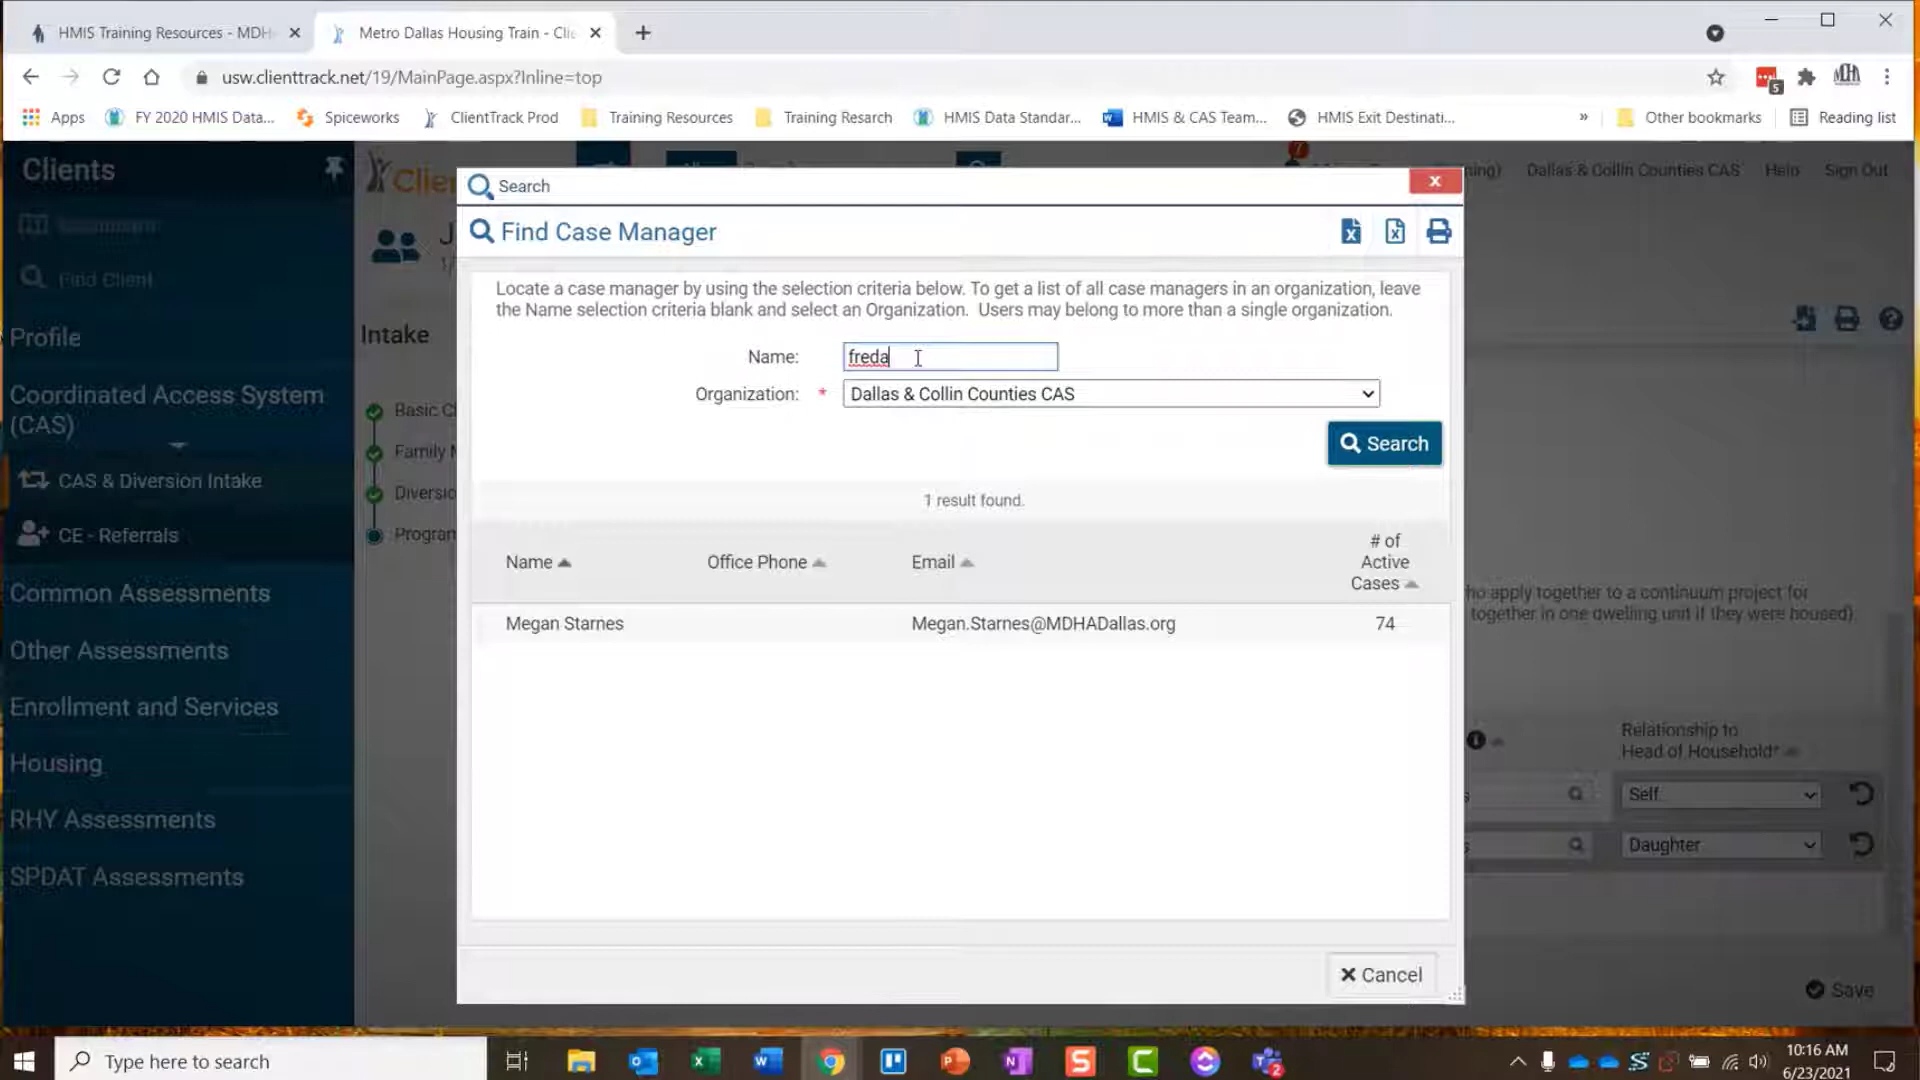 HMIS Training Resources - MDH
Metro Dallas Housing Train - Clie
usw.clienttrack.net/19/MainPage.aspx?Inline=top
5
Apps
FY 2020 HMIS Data...
Spiceworks
ClientTrack Prod
Training Resources
Training Resarch
HMIS Data Standar...
HMIS & CAS Team...
HMIS Exit Destinati...
»
Other bookmarks
Reading list
Clients
Clie
7
ning)
Dallas & Collin Counties CAS
Help
Sign Out
Find Client
Profile
Coordinated Access System
(CAS)
CAS & Diversion Intake
CE - Referrals
Common Assessments
Other Assessments
Enrollment and Services
Housing
RHY Assessments
SPDAT Assessments
J
1/
Intake
Basic Cl
Family M
Diversio
Program
Search
X
Find Case Manager
Locate a case manager by using the selection criteria below. To get a list of all case managers in an organization, leave
the Name selection criteria blank and select an Organization. Users may belong to more than a single organization.
Name: freda
Organization: * Dallas & Collin Counties CAS
Search
1 result found.
Name Office Phone Email # of
Active
Cases
Megan Starnes Megan.Starnes@MDHADallas.org 74
Cancel
ho apply together to a continuum project for
together in one dwelling unit if they were housed).
Relationship to
Head of Household*
s Self
s Daughter
Save
Type here to search
2
10:16 AM
6/23/2021